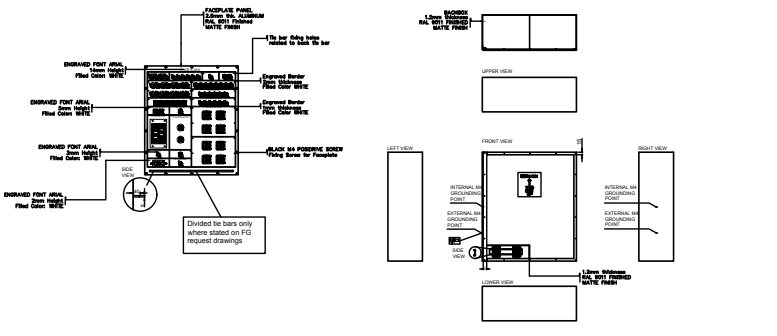 FACEPLATE PANEL
2.5mm thk. ALUMINUM
RAL 9011 Finished
MATTE FINISH
Tie bar fixing holes
related to back tie bar
ENGRAVED FONT ARIAL
14mm Height
Filled Color: WHITE
Engraved Border
2mm thickness
Filled Color WHITE
ENGRAVED FONT ARIAL
5mm Height
Filled Color: WHITE
Engraved Border
1mm thickness
Filled Color WHITE
ENGRAVED FONT ARIAL
3mm Height
Filled Color: WHITE
BLACK M4 POSIDRIVE SCREW
Fixing Screw for Faceplate
SIDE
VIEW
ENGRAVED FONT ARIAL
2mm Height
Filled Color: WHITE
Divided tie bars only
where stated on FG
request drawings
BACKBOX
1.2mm thickness
RAL 9011 FINISHED
MATTE FINISH
UPPER VIEW
LEFT VIEW
FRONT VIEW
RIGHT VIEW
INTERNAL M4
GROUNDING
POINT
EXTERNAL M4
GROUNDING
POINT
INTERNAL M4
GROUNDING
POINT
EXTERNAL M4
GROUNDING
POINT
SIDE
VIEW
1.2mm thickness
RAL 9011 FINISHED
MATTE FINISH
LOWER VIEW